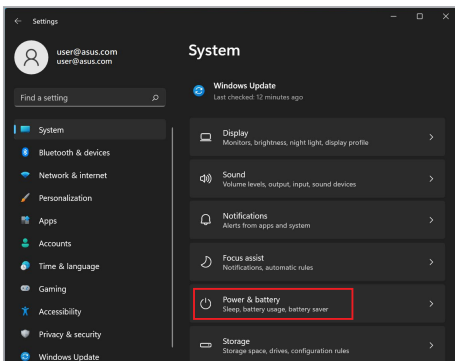 Settings
user@asus.com
user@asus.com
Find a setting
System
Bluetooth & devices
Network & internet
Personalization
Apps
Accounts
Time & language
Gaming
Accessibility
Privacy & security
Windows Update
System
Windows Update
Last checked: 12 minutes ago
Display
Monitors, brightness, night light, display profile
Sound
Volume levels, output, input, sound devices
Notifications
Alerts from apps and system
Focus assist
Notifications, automatic rules
Power & battery
Sleep, battery usage, battery saver
Storage
Storage space, drives, configuration rules